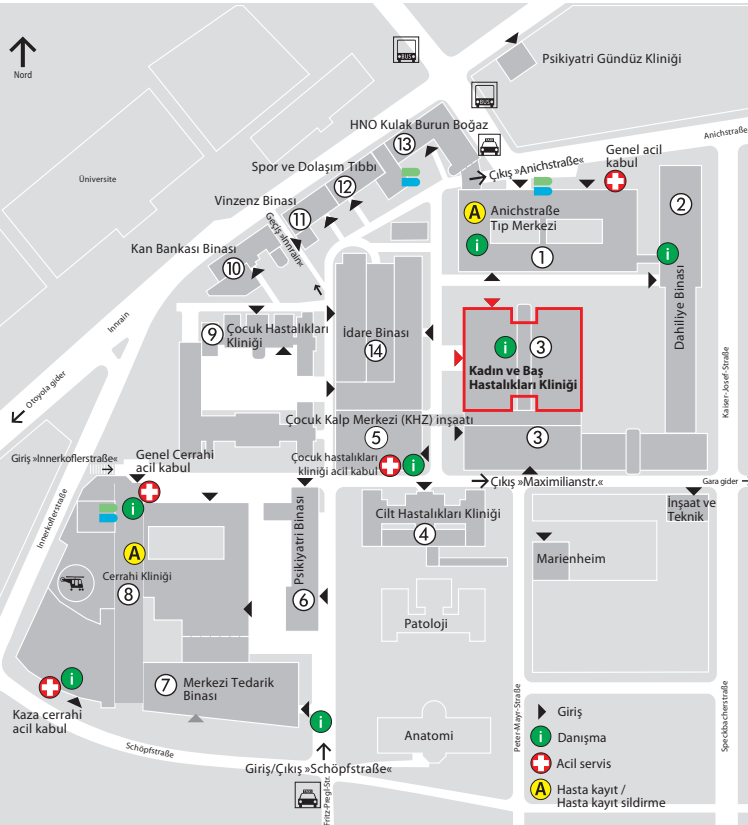 Nord
BUS
BUS
Psikiyatri Gündüz Kliniği
HNO Kulak Burun Boğaz
13
Anichstraße
Çıkış »Anichstraße«
Genel acil
kabul
Üniversite
Spor ve Dolaşım Tıbbı
12
Vinzenz Binası
11
Geçiş »Innrain«
A
Anichstraße
Tıp Merkezi
i
1
2
i
Dahiliye Binası
Kan Bankası Binası
10
Innrain
9
Çocuk Hastalıkları
Kliniği
İdare Binası
14
i
3
Kadın ve Baş
Hastalıkları Kliniği
Kaiser-Josef-Straße
Otoyola gider
Çocuk Kalp Merkezi (KHZ) inşaatı
5
3
Giriş »Innerkoflerstraße«
Genel Cerrahi
acil kabul
Çocuk hastalıkları
kliniği acil kabul
i
Çıkış »Maximilianstr.«
Gara gider
Innerkoflerstraße
i
A
Cerrahi Kliniği
8
Psikiyatri Binası
6
Cilt Hastalıkları Kliniği
4
İnşaat ve
Teknik
Marienheim
Patoloji
i
Kaza cerrahi
acil kabul
7
Merkezi Tedarik
Binası
i
Schöpfstraße
Giriş/Çıkış »Schöpfstraße«
Fritz-Pregl-Str.
Anatomi
Peter-Mayr-Straße
Speckbacherstraße
Giriş
i
Danışma
Acil servis
A
Hasta kayıt /
Hasta kayıt sildirme